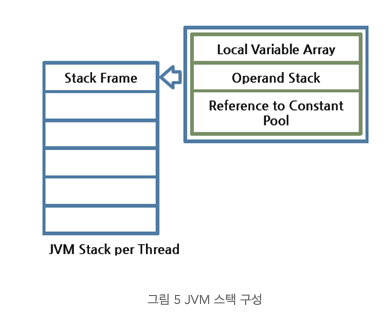 Local Variable Array
Stack Frame
Operand Stack
Reference to Constant
Pool
JVM Stack per Thread
그림 5 JVM 스택 구성